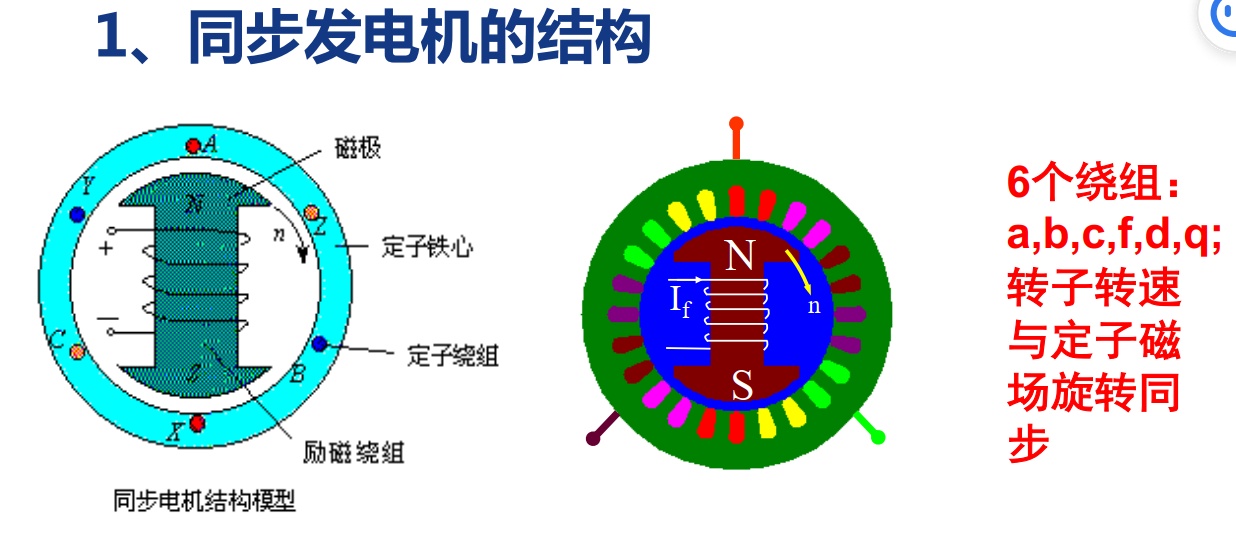 1、同步发电机的结构
A
磁极
Y
N
Z
n
+
定子铁心
—
C
B
定子绕组
X
励磁绕组
同步电机结构模型
N
I
f
n
S
6个绕组：
a,b,c,f,d,q;
转子转速
与定子磁
场旋转同
步